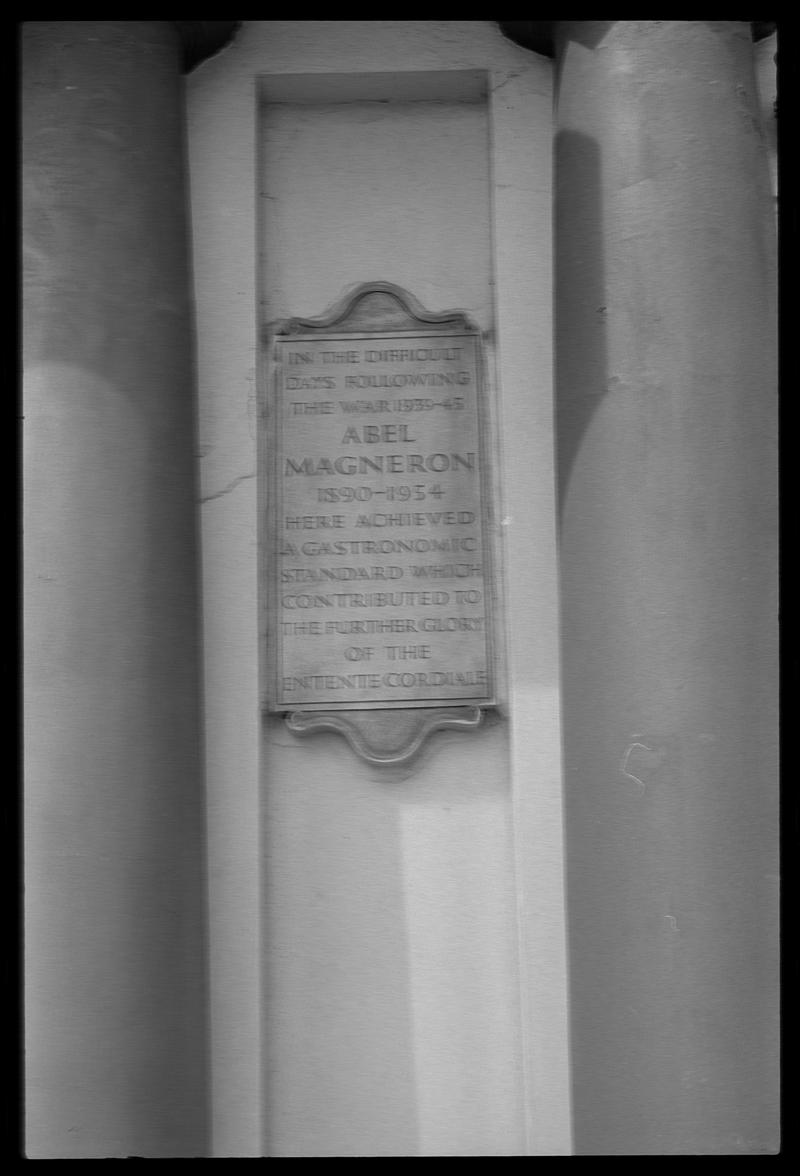 IN THE DIFFICULT
DAYS FOLLOWING
THE WAR 1939-45
ABEL
MAGNERON
1890-1954
HERE ACHIEVED
A GASTRONOMIC
STANDARD WHICH
CONTRIBUTED TO
THE FURTHER GLORY
OF THE
ENTENTE CORDIALE